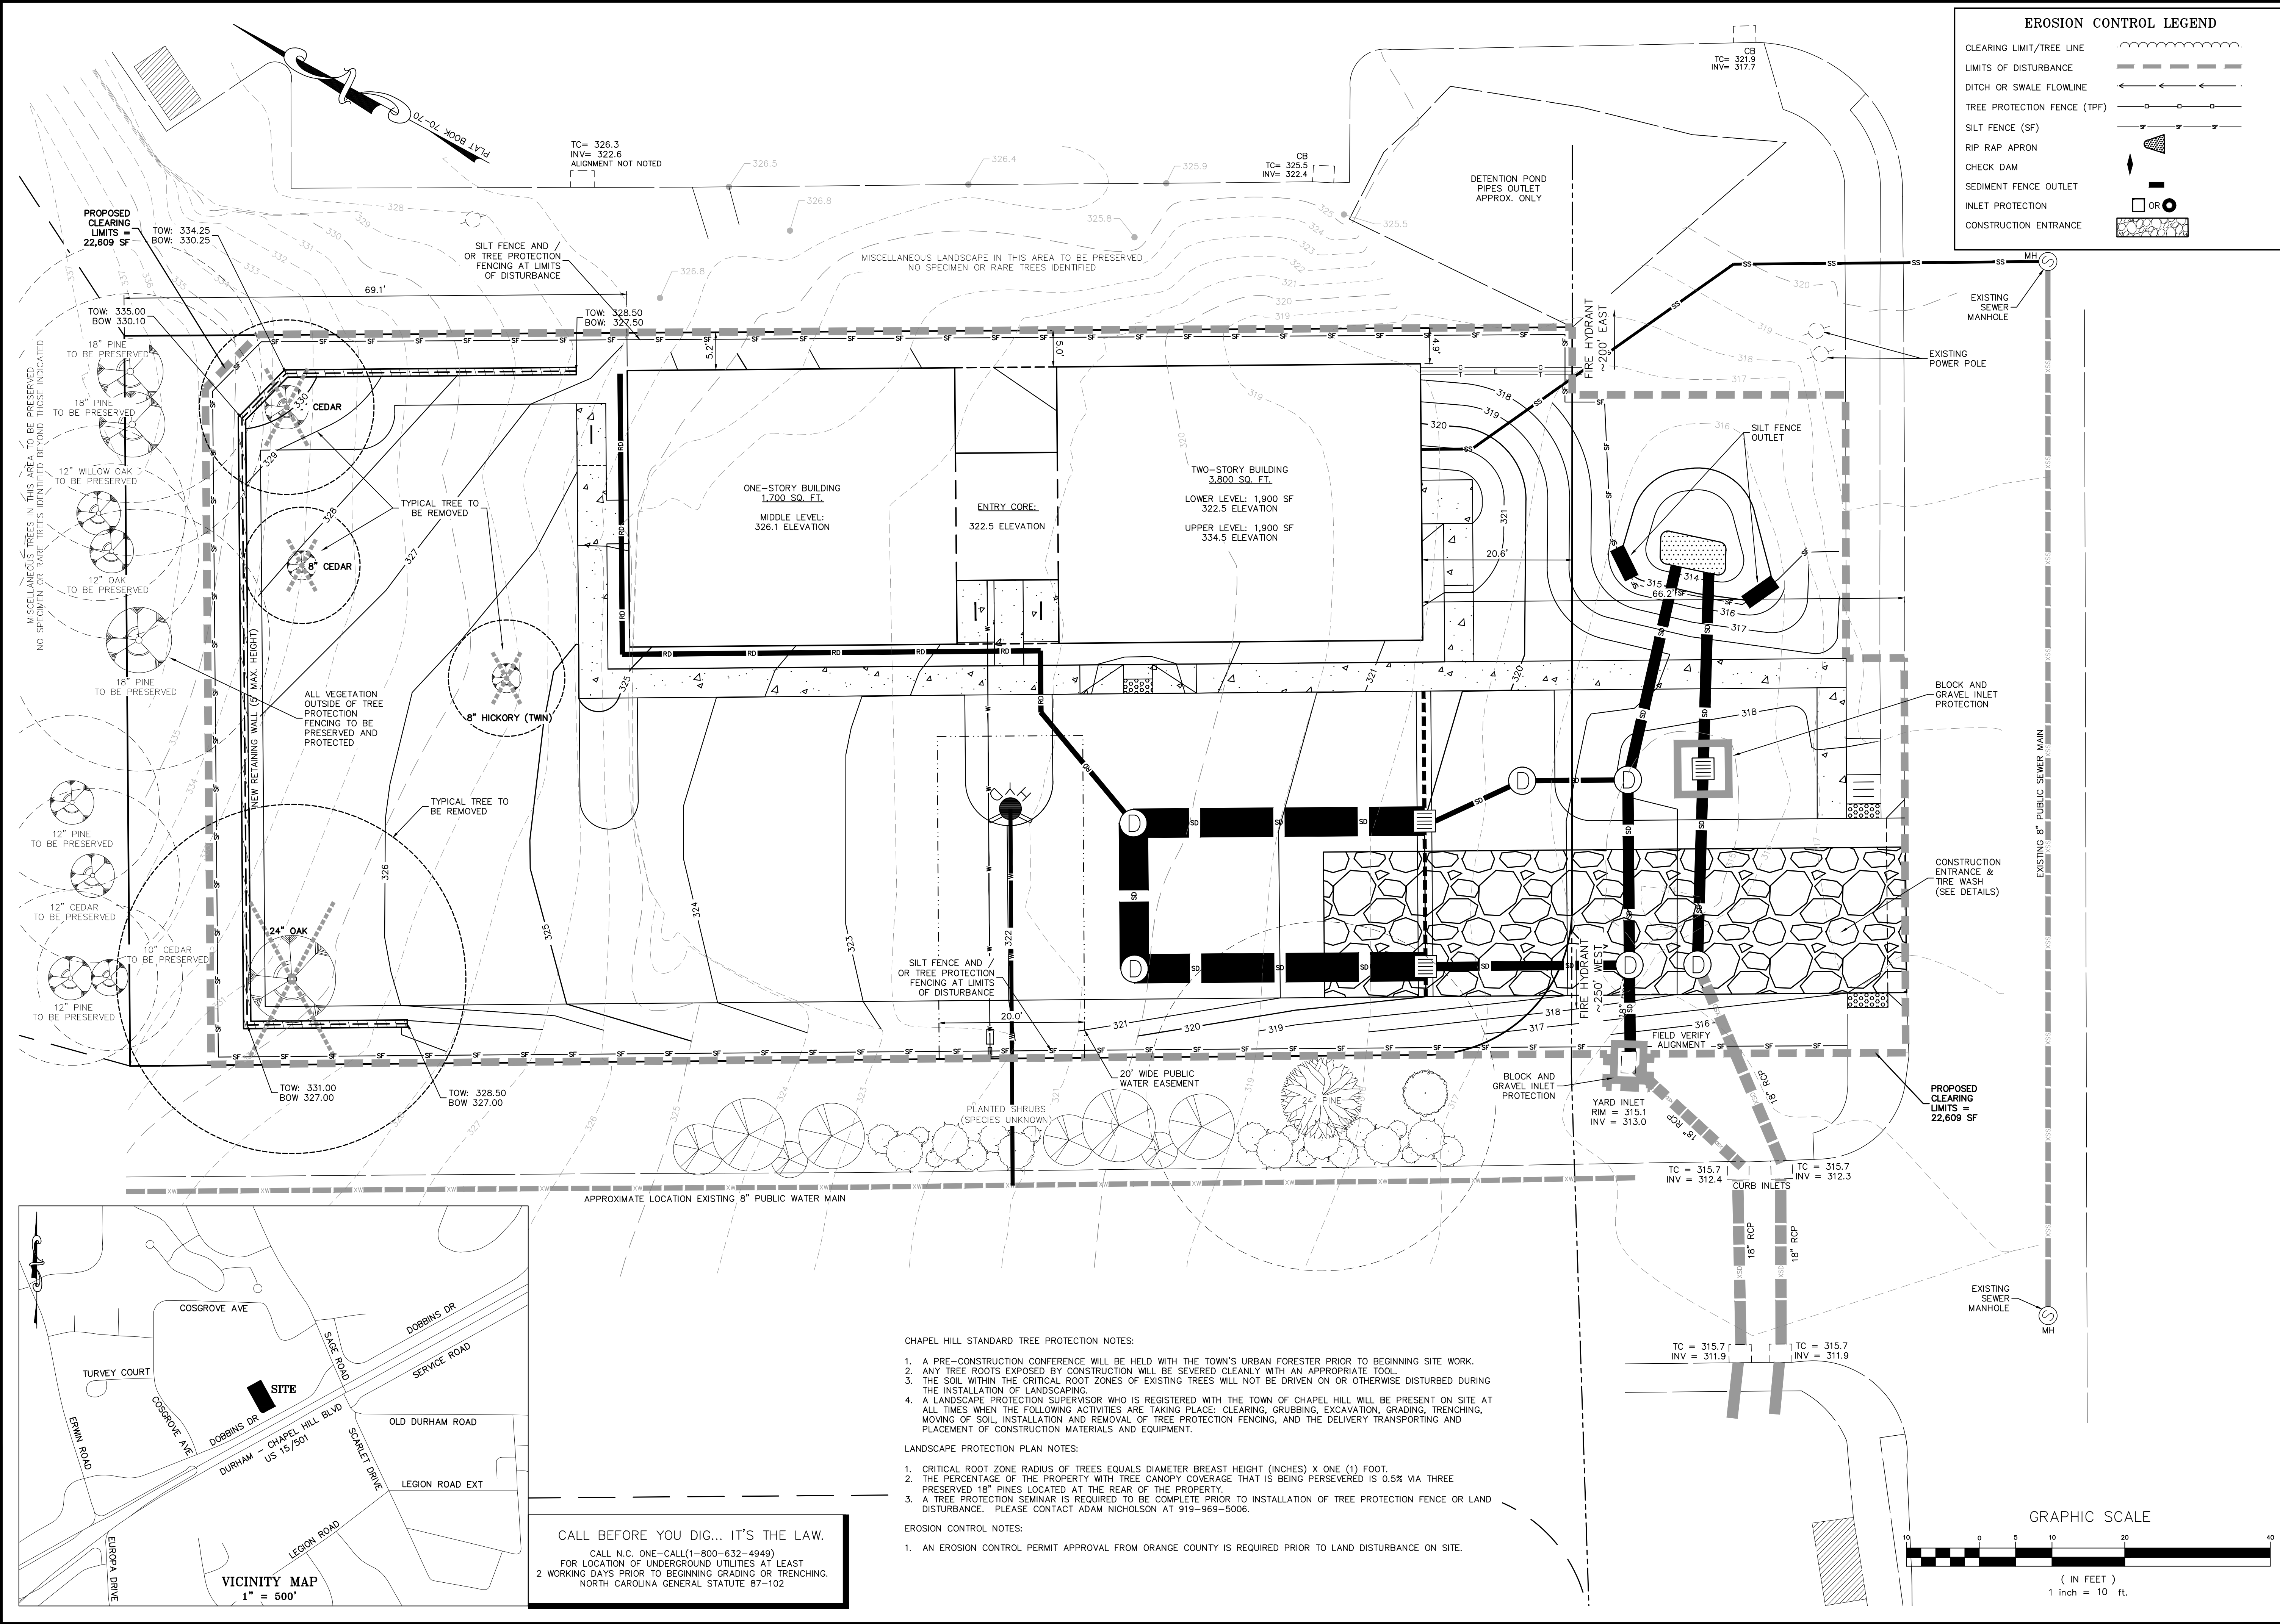 EROSION CONTROL LEGEND
CLEARING LIMIT/TREE LINE
LIMITS OF DISTURBANCE
DITCH OR SWALE FLOWLINE
TREE PROTECTION FENCE (TPF)
SILT FENCE (SF)
RIP RAP APRON
CHECK DAM
SEDIMENT FENCE OUTLET
INLET PROTECTION
OR
CONSTRUCTION ENTRANCE
CB
TC= 321.9
INV= 317.7
PLAT BOOK 70-70
TC= 326.3
INV= 322.6
ALIGNMENT NOT NOTED
326.5
326.4
325.9
CB
TC= 325.5
INV= 322.4
DETENTION POND
PIPES OUTLET
APPROX. ONLY
PROPOSED
CLEARING
LIMITS =
22,609 SF
TOW: 334.25
BOW: 330.25
SILT FENCE AND /
OR TREE PROTECTION
FENCING AT LIMITS
OF DISTURBANCE
326.8
325.8
325.5
326.8
MISCELLANEOUS LANDSCAPE IN THIS AREA TO BE PRESERVED
NO SPECIMEN OR RARE TREES IDENTIFIED
69.1'
TOW: 335.00
BOW 330.10
TOW: 328.50
BOW: 327.50
5.2'
5.0'
4.9'
FIRE HYDRANT
~200' EAST
MH
EXISTING
SEWER
MANHOLE
EXISTING
POWER POLE
MISCELLANEOUS TREES IN THIS AREA TO BE PRESERVED
NO SPECIMEN OR RARE TREES IDENTIFIED BEYOND THOSE INDICATED
18" PINE
TO BE PRESERVED
18" PINE
TO BE PRESERVED
12" WILLOW OAK
TO BE PRESERVED
12" OAK
TO BE PRESERVED
18" PINE
TO BE PRESERVED
CEDAR
8" CEDAR
8" HICKORY (TWIN)
TYPICAL TREE TO
BE REMOVED
ONE-STORY BUILDING
1,700 SQ. FT.
MIDDLE LEVEL:
326.1 ELEVATION
ENTRY CORE:
322.5 ELEVATION
TWO-STORY BUILDING
3,800 SQ. FT.
LOWER LEVEL: 1,900 SF
322.5 ELEVATION
UPPER LEVEL: 1,900 SF
334.5 ELEVATION
SILT FENCE
OUTLET
20.6'
66.2'
ALL VEGETATION
OUTSIDE OF TREE
PROTECTION
FENCING TO BE
PRESERVED AND
PROTECTED
NEW RETAINING WALL (5' MAX. HEIGHT)
TYPICAL TREE TO
BE REMOVED
BLOCK AND
GRAVEL INLET
PROTECTION
EXISTING 8" PUBLIC SEWER MAIN
HYD
12" PINE
TO BE PRESERVED
12" CEDAR
TO BE PRESERVED
10" CEDAR
TO BE PRESERVED
12" PINE
TO BE PRESERVED
24" OAK
CONSTRUCTION
ENTRANCE &
TIRE WASH
(SEE DETAILS)
SILT FENCE AND /
OR TREE PROTECTION
FENCING AT LIMITS
OF DISTURBANCE
20.0'
FIRE HYDRANT
~250' WEST
18"
FIELD VERIFY
ALIGNMENT
TOW: 331.00
BOW 327.00
TOW: 328.50
BOW 327.00
20' WIDE PUBLIC
WATER EASEMENT
PLANTED SHRUBS
(SPECIES UNKNOWN)
24" PINE
BLOCK AND
GRAVEL INLET
PROTECTION
YARD INLET
RIM = 315.1
INV = 313.0
18" RCP
18" RCP
PROPOSED
CLEARING
LIMITS =
22,609 SF
TC = 315.7
INV = 312.4
TC = 315.7
INV = 312.3
CURB INLETS
APPROXIMATE LOCATION EXISTING 8" PUBLIC WATER MAIN
18" RCP
18" RCP
EXISTING
SEWER
MANHOLE
MH
TC = 315.7
INV = 311.9
TC = 315.7
INV = 311.9
COSGROVE AVE
SAGE ROAD
DOBBINS DR
SERVICE ROAD
TURVEY COURT
SITE
COSGROVE AVE
ERWIN ROAD
DOBBINS DR
DURHAM - CHAPEL HILL BLVD
US 15/501
OLD DURHAM ROAD
SCARLET DRIVE
LEGION ROAD EXT
LEGION ROAD
EUROPA DRIVE
VICINITY MAP
1" = 500'
CALL BEFORE YOU DIG... IT'S THE LAW.
CALL N.C. ONE-CALL(1-800-632-4949)
FOR LOCATION OF UNDERGROUND UTILITIES AT LEAST
2 WORKING DAYS PRIOR TO BEGINNING GRADING OR TRENCHING.
NORTH CAROLINA GENERAL STATUTE 87-102
CHAPEL HILL STANDARD TREE PROTECTION NOTES:
1. A PRE-CONSTRUCTION CONFERENCE WILL BE HELD WITH THE TOWN'S URBAN FORESTER PRIOR TO BEGINNING SITE WORK.
2. ANY TREE ROOTS EXPOSED BY CONSTRUCTION WILL BE SEVERED CLEANLY WITH AN APPROPRIATE TOOL.
3. THE SOIL WITHIN THE CRITICAL ROOT ZONES OF EXISTING TREES WILL NOT BE DRIVEN ON OR OTHERWISE DISTURBED DURING
THE INSTALLATION OF LANDSCAPING.
4. A LANDSCAPE PROTECTION SUPERVISOR WHO IS REGISTERED WITH THE TOWN OF CHAPEL HILL WILL BE PRESENT ON SITE AT
ALL TIMES WHEN THE FOLLOWING ACTIVITIES ARE TAKING PLACE: CLEARING, GRUBBING, EXCAVATION, GRADING, TRENCHING,
MOVING OF SOIL, INSTALLATION AND REMOVAL OF TREE PROTECTION FENCING, AND THE DELIVERY TRANSPORTING AND
PLACEMENT OF CONSTRUCTION MATERIALS AND EQUIPMENT.
LANDSCAPE PROTECTION PLAN NOTES:
1. CRITICAL ROOT ZONE RADIUS OF TREES EQUALS DIAMETER BREAST HEIGHT (INCHES) X ONE (1) FOOT.
2. THE PERCENTAGE OF THE PROPERTY WITH TREE CANOPY COVERAGE THAT IS BEING PERSEVERED IS 0.5% VIA THREE
PRESERVED 18" PINES LOCATED AT THE REAR OF THE PROPERTY.
3. A TREE PROTECTION SEMINAR IS REQUIRED TO BE COMPLETE PRIOR TO INSTALLATION OF TREE PROTECTION FENCE OR LAND
DISTURBANCE. PLEASE CONTACT ADAM NICHOLSON AT 919-969-5006.
EROSION CONTROL NOTES:
1. AN EROSION CONTROL PERMIT APPROVAL FROM ORANGE COUNTY IS REQUIRED PRIOR TO LAND DISTURBANCE ON SITE.
GRAPHIC SCALE
10 0 5 10 20 40
( IN FEET )
1 inch = 10 ft.